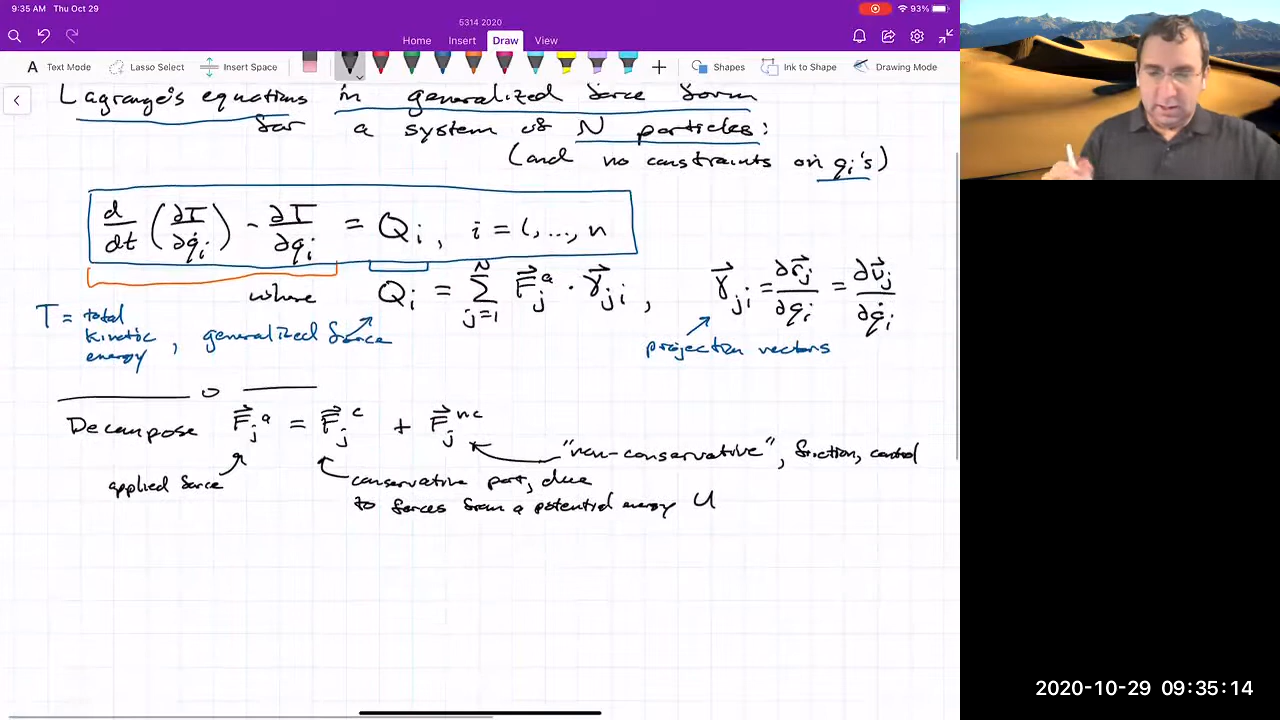 9:35 AM Thu Oct 29
93%
5314 2020
Home Insert Draw View
Text Mode Lasso Select Insert Space Shapes Ink to Shape Drawing Mode
Lagrange's equations in generalized force form
for a system of N particles:
(and no constraints on qᵢ's)
d/dt (∂T/∂q̇ᵢ) - ∂T/∂qᵢ = Qᵢ, i = 1, ..., n
where Qᵢ = Σ_{j=1}^{N} F⃗ⱼᵃ · γ⃗ⱼᵢ, γ⃗ⱼᵢ = ∂r⃗ⱼ/∂qᵢ = ∂v⃗ⱼ/∂q̇ᵢ
T = total kinetic energy, generalized force
projection vectors
Decompose F⃗ⱼᵃ = F⃗ⱼᶜ + F⃗ⱼⁿᶜ
"non-conservative", friction, control
applied force
conservative part, due
to forces from a potential energy U
2020-10-29 09:35:14